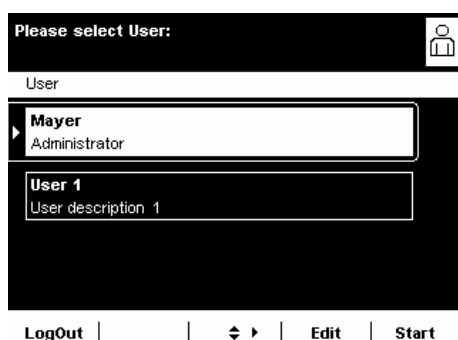 Please select User:
User
Mayer
Administrator
User 1
User description 1
LogOut | | | Edit | Start